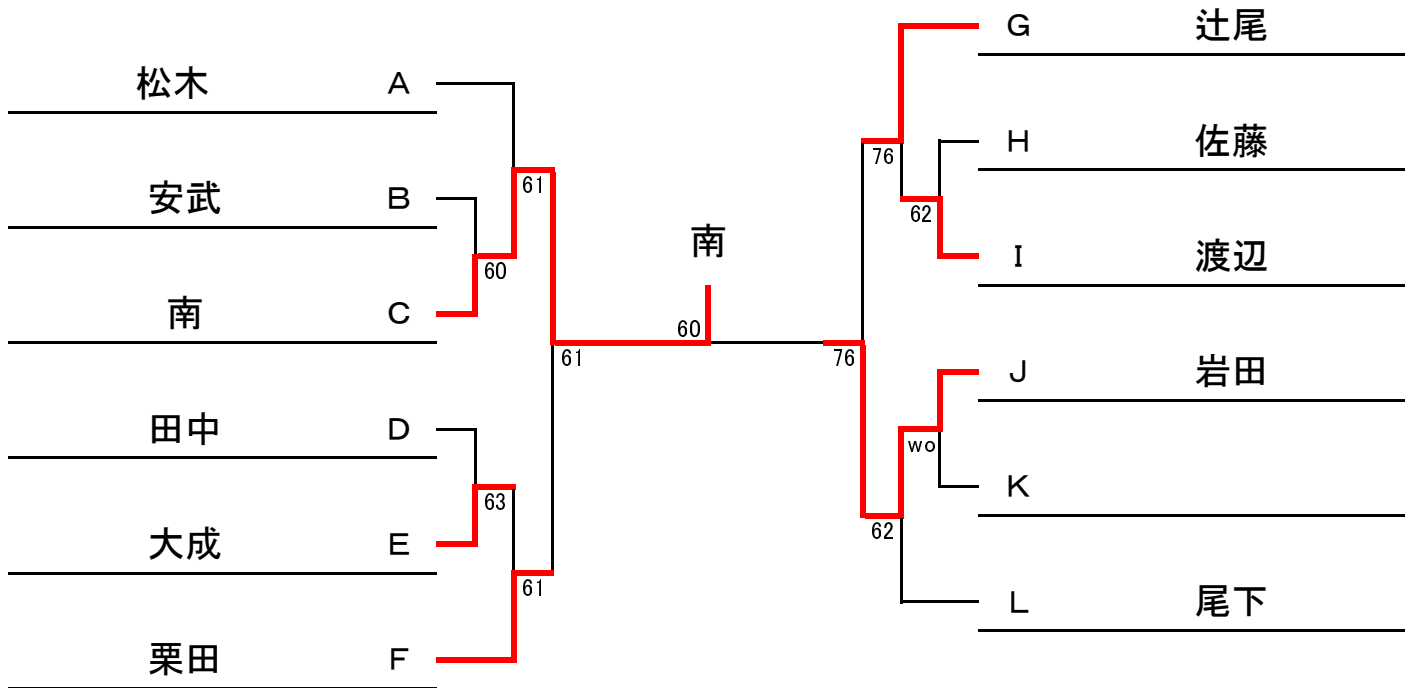 松木 A
安武 B
南 C
田中 D
大成 E
栗田 F
61
60
63
61
61
南
60
G 辻尾
H 佐藤
I 渡辺
J 岩田
K
L 尾下
76
62
76
wo
62